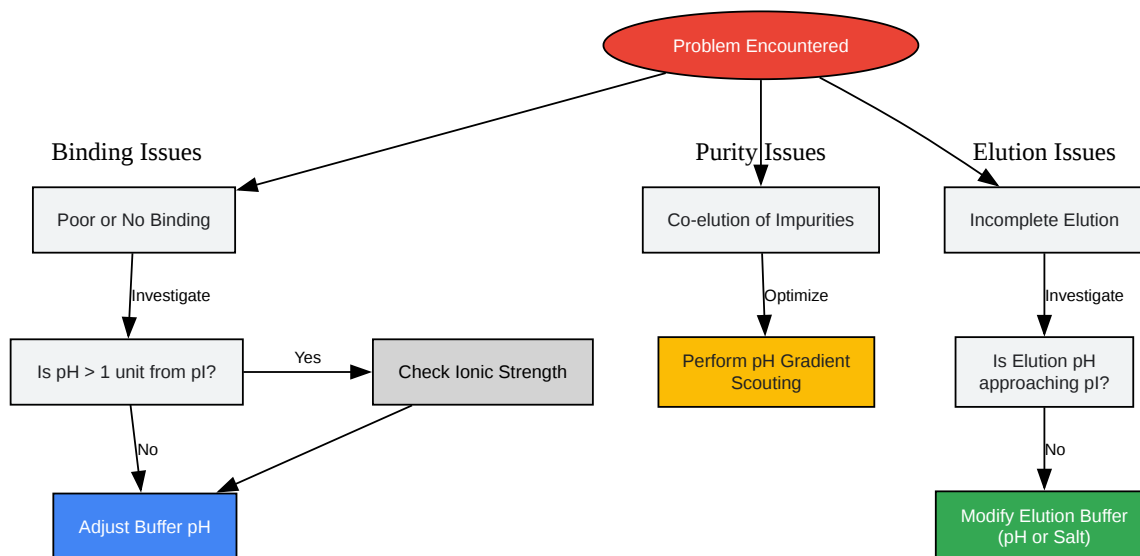 Problem Encountered
Binding Issues
Purity Issues
Elution Issues
Poor or No Binding
Co-elution of Impurities
Incomplete Elution
Investigate
Optimize
Investigate
Is pH > 1 unit from pI?
Yes
Check Ionic Strength
Perform pH Gradient
Scouting
Is Elution pH
approaching pI?
No
No
Adjust Buffer pH
Modify Elution Buffer
(pH or Salt)